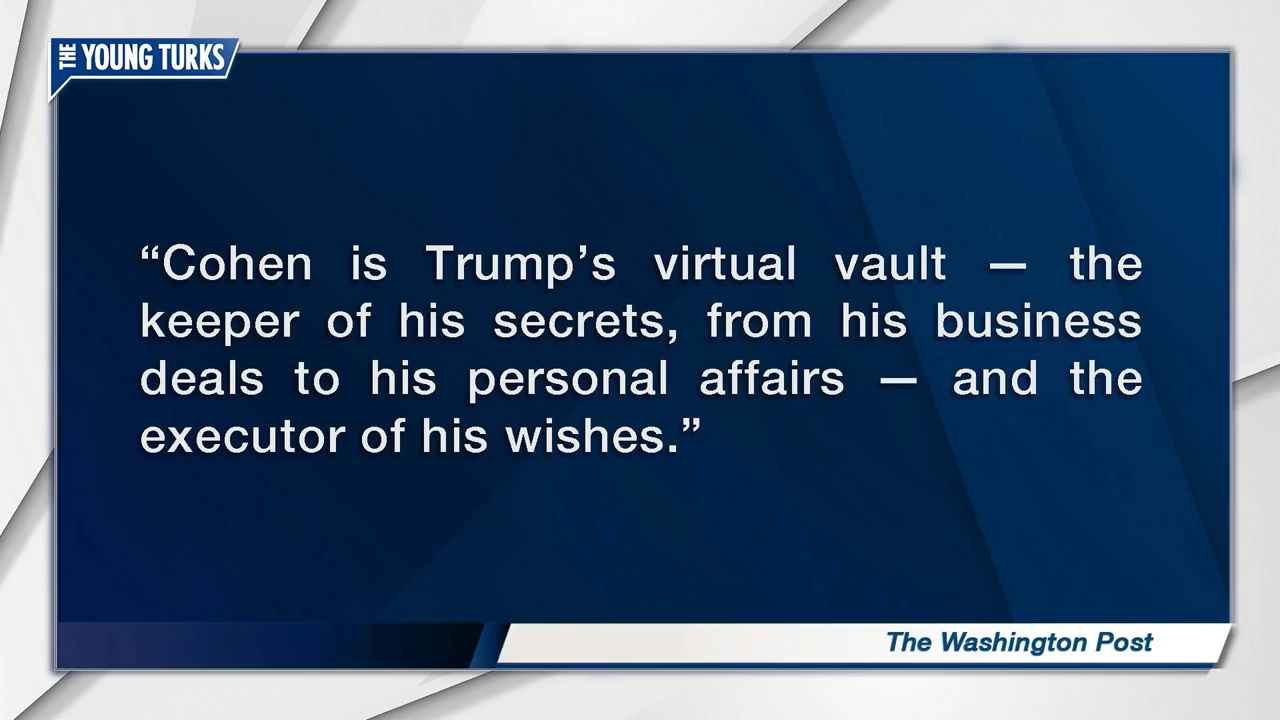 THE YOUNG TURKS
“Cohen is Trump’s virtual vault — the
keeper of his secrets, from his business
deals to his personal affairs — and the
executor of his wishes.”
The Washington Post